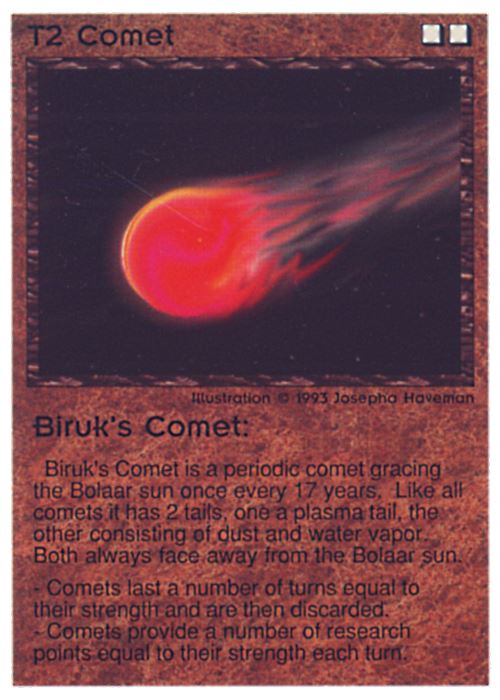 T2 Comet
Illustration © 1993 Josepha Haveman
Biruk's Comet:
Biruk's Comet is a periodic comet gracing
the Bolaar sun once every 17 years. Like all
comets it has 2 tails, one a plasma tail, the
other consisting of dust and water vapor.
Both always face away from the Bolaar sun.
- Comets last a number of turns equal to
their strength and are then discarded.
- Comets provide a number of research
points equal to their strength each turn.